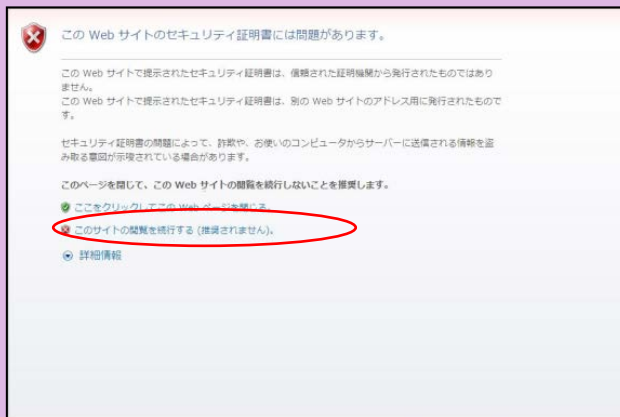 この Web サイトのセキュリティ証明書には問題があります。
この Web サイトで提示されたセキュリティ証明書は、信頼された証明機関から発行されたものではあり
ません。
この Web サイトで提示されたセキュリティ証明書は、別の Web サイトのアドレス用に発行されたもので
す。
セキュリティ証明書の問題によって、詐欺や、お使いのコンピュータからサーバーに送信される情報を盗
み取る意図が示唆されている場合があります。
このページを閉じて、この Web サイトの閲覧を続行しないことを推奨します。
ここをクリックしてこの Web ページを閉じる。
このサイトの閲覧を続行する (推奨されません)。
詳細情報